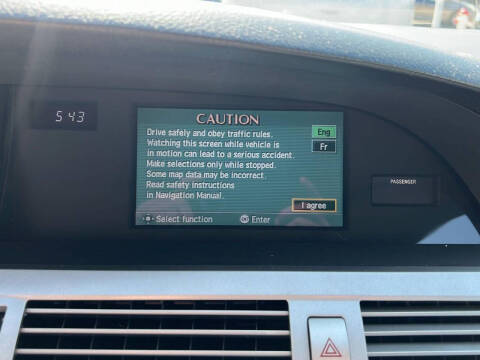 543
CAUTION
Drive safely and obey traffic rules.
Watching this screen while vehicle is
in motion can lead to a serious accident.
Make selections only while stopped.
Some map data may be incorrect.
Read safety instructions
in Navigation Manual.
Eng
Fr
I agree
Select function
Enter
PASSENGER